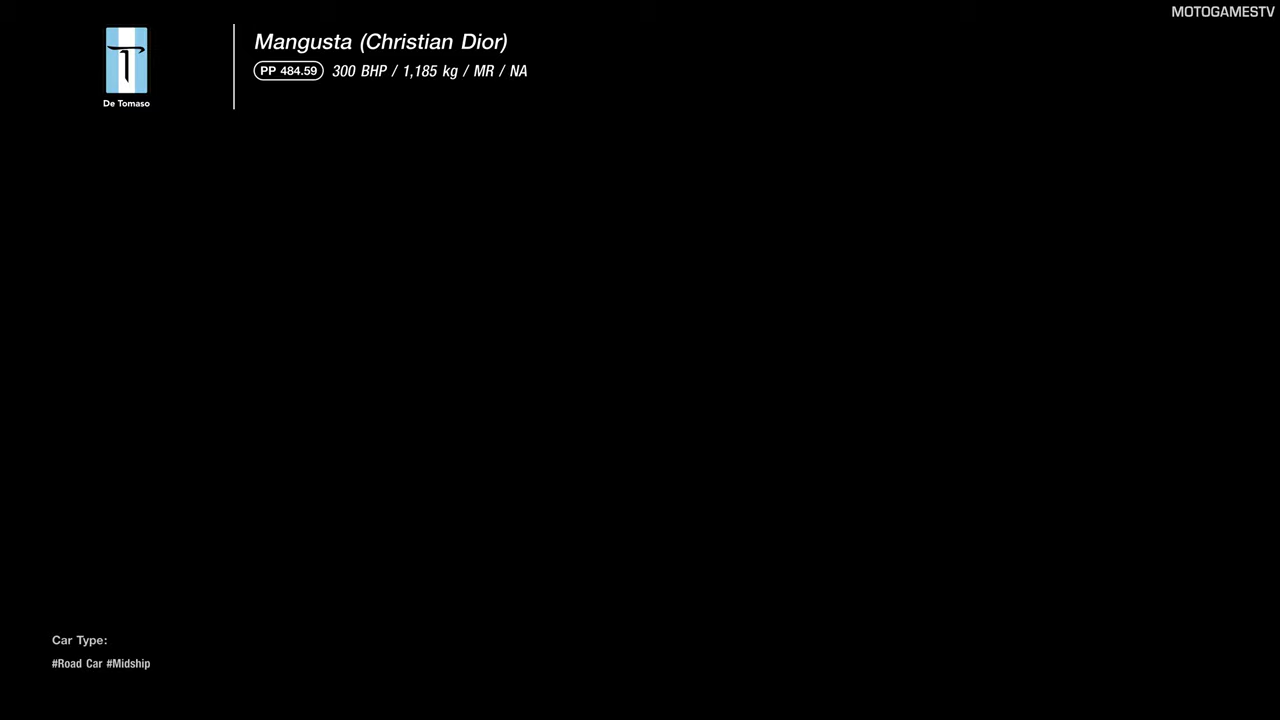 MOTOGAMESTV
Mangusta (Christian Dior)
PP 484.59 300 BHP / 1,185 kg / MR / NA
De Tomaso
Car Type:
#Road Car #Midship